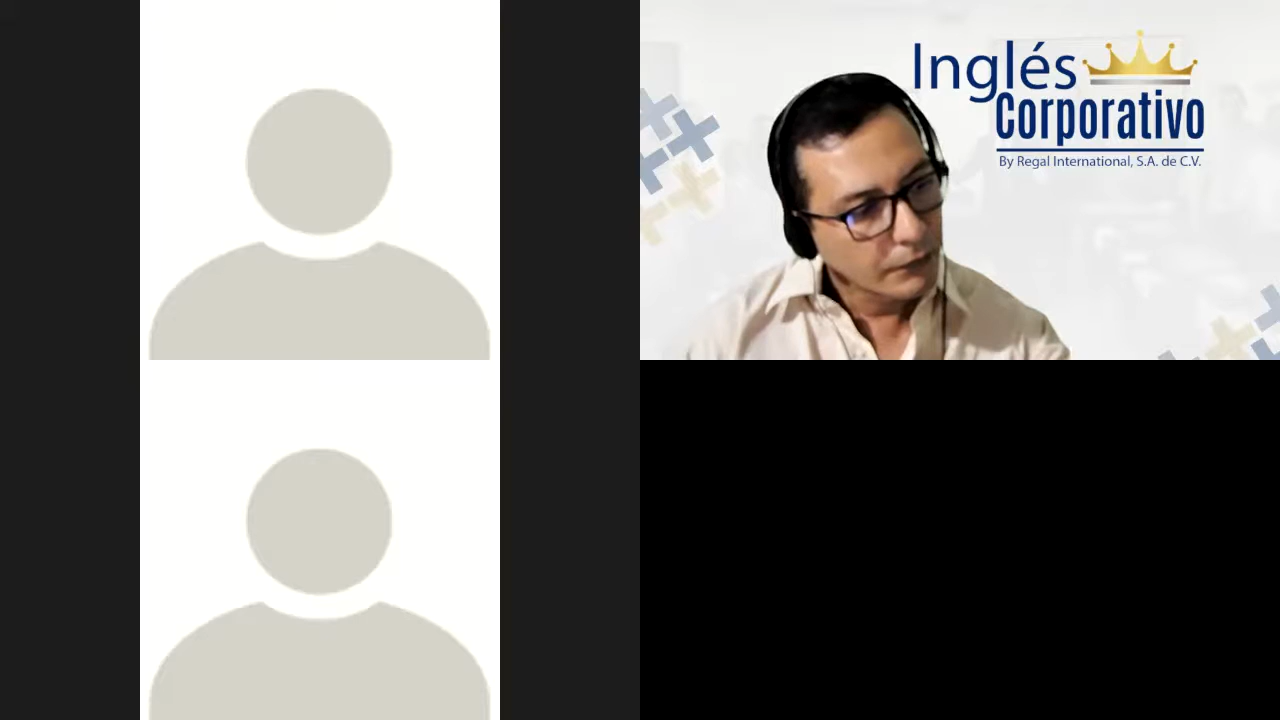 Inglés
Corporativo
By Regal International, S.A. de C.V.